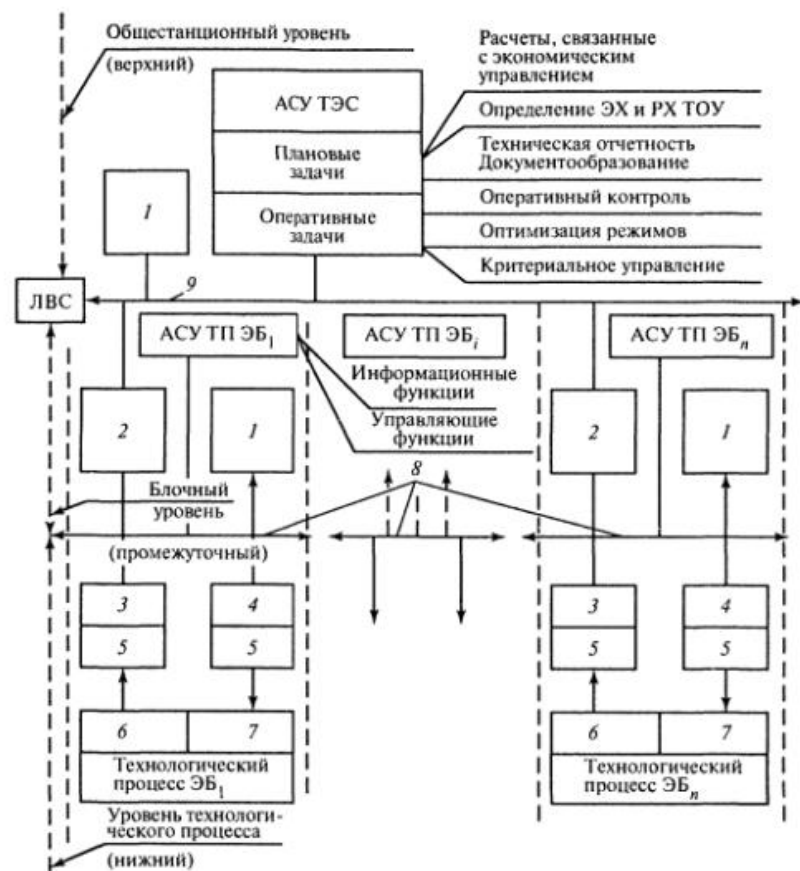 Общестанционный уровень
(верхний)
АСУ ТЭС
Плановые
задачи
Оперативные
задачи
Расчеты, связанные
с экономическим
управлением
Определение ЭХ и РХ ТОУ
Техническая отчетность
Документообразование
Оперативный контроль
Оптимизация режимов
Критериальное управление
1
9
ЛВС
АСУ ТП ЭБ1
АСУ ТП ЭБi
АСУ ТП ЭБn
Информационные
функции
Управляющие
функции
2
1
2
1
8
Блочный
уровень
(промежуточный)
3
4
3
4
5
5
5
5
6
7
6
7
Технологический
процесс ЭБ1
Технологический
процесс ЭБn
Уровень технологи-
ческого процесса
(нижний)